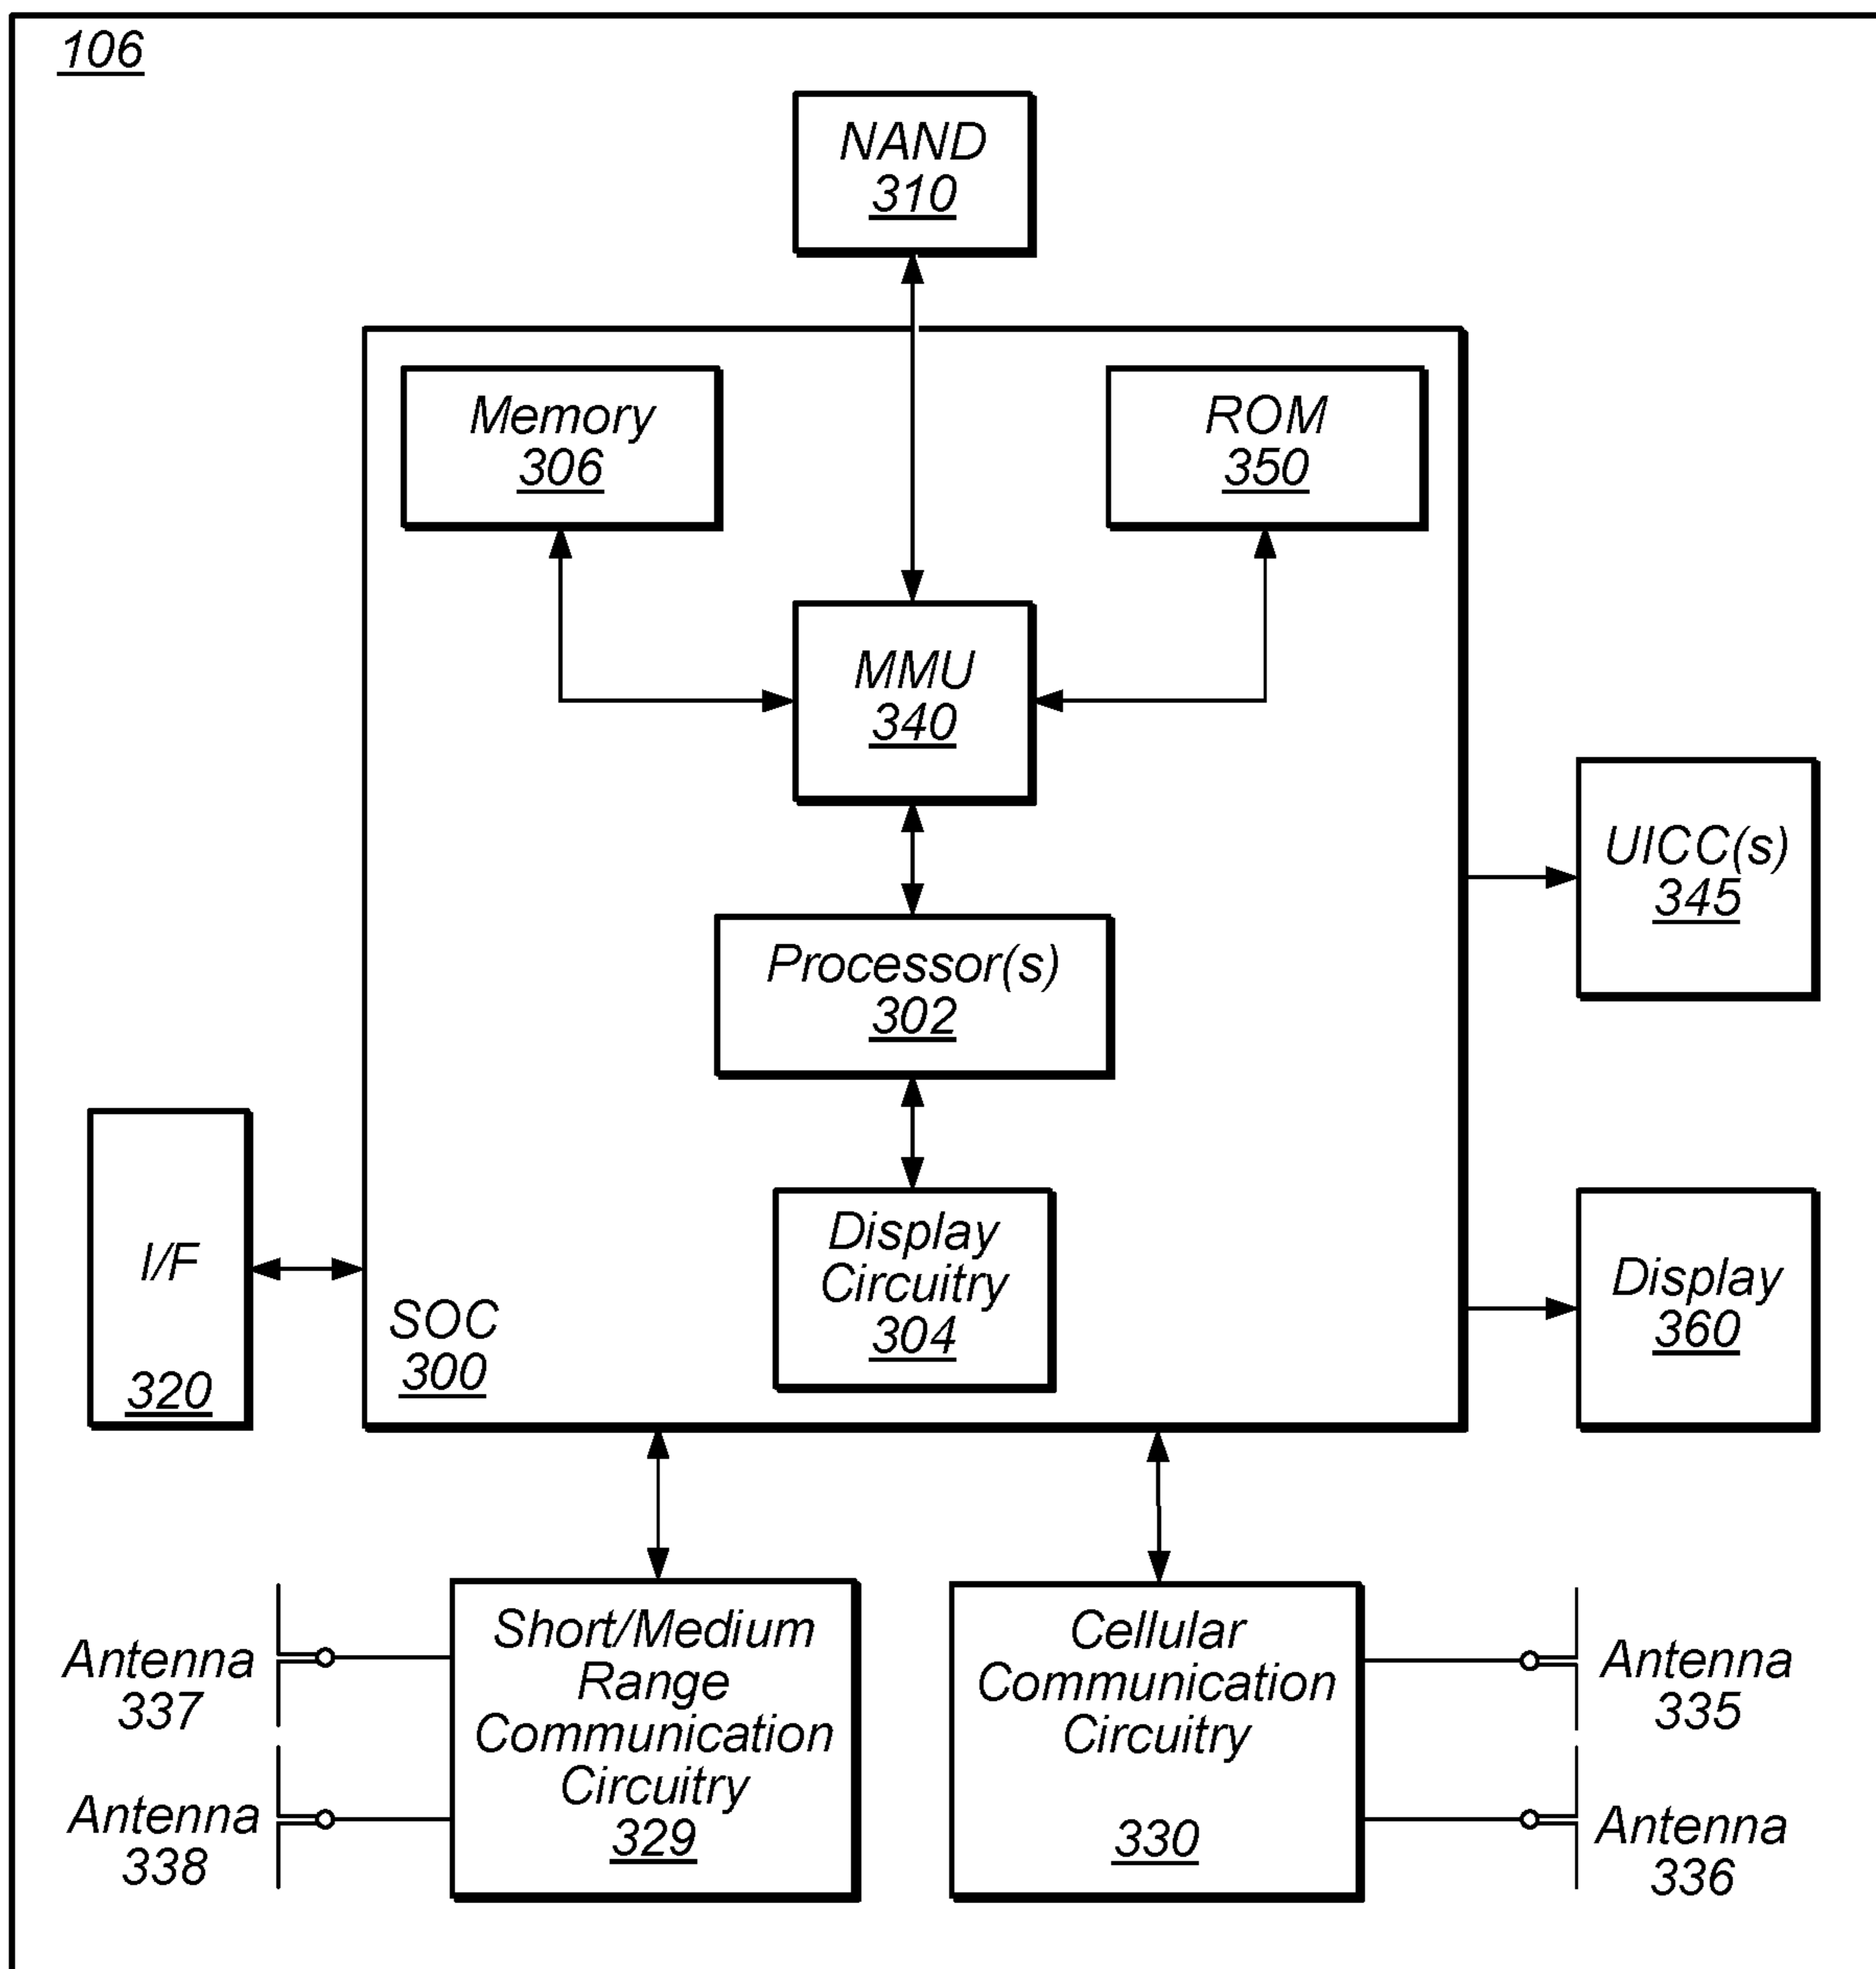 106
NAND
310
Memory
306
ROM
350
MMU
340
UICC(s)
345
Processor(s)
302
I/F
320
Display
Circuitry
304
SOC
300
Display
360
Short/Medium
Range
Communication
Circuitry
329
Cellular
Communication
Circuitry
330
Antenna
337
Antenna
338
Antenna
335
Antenna
336